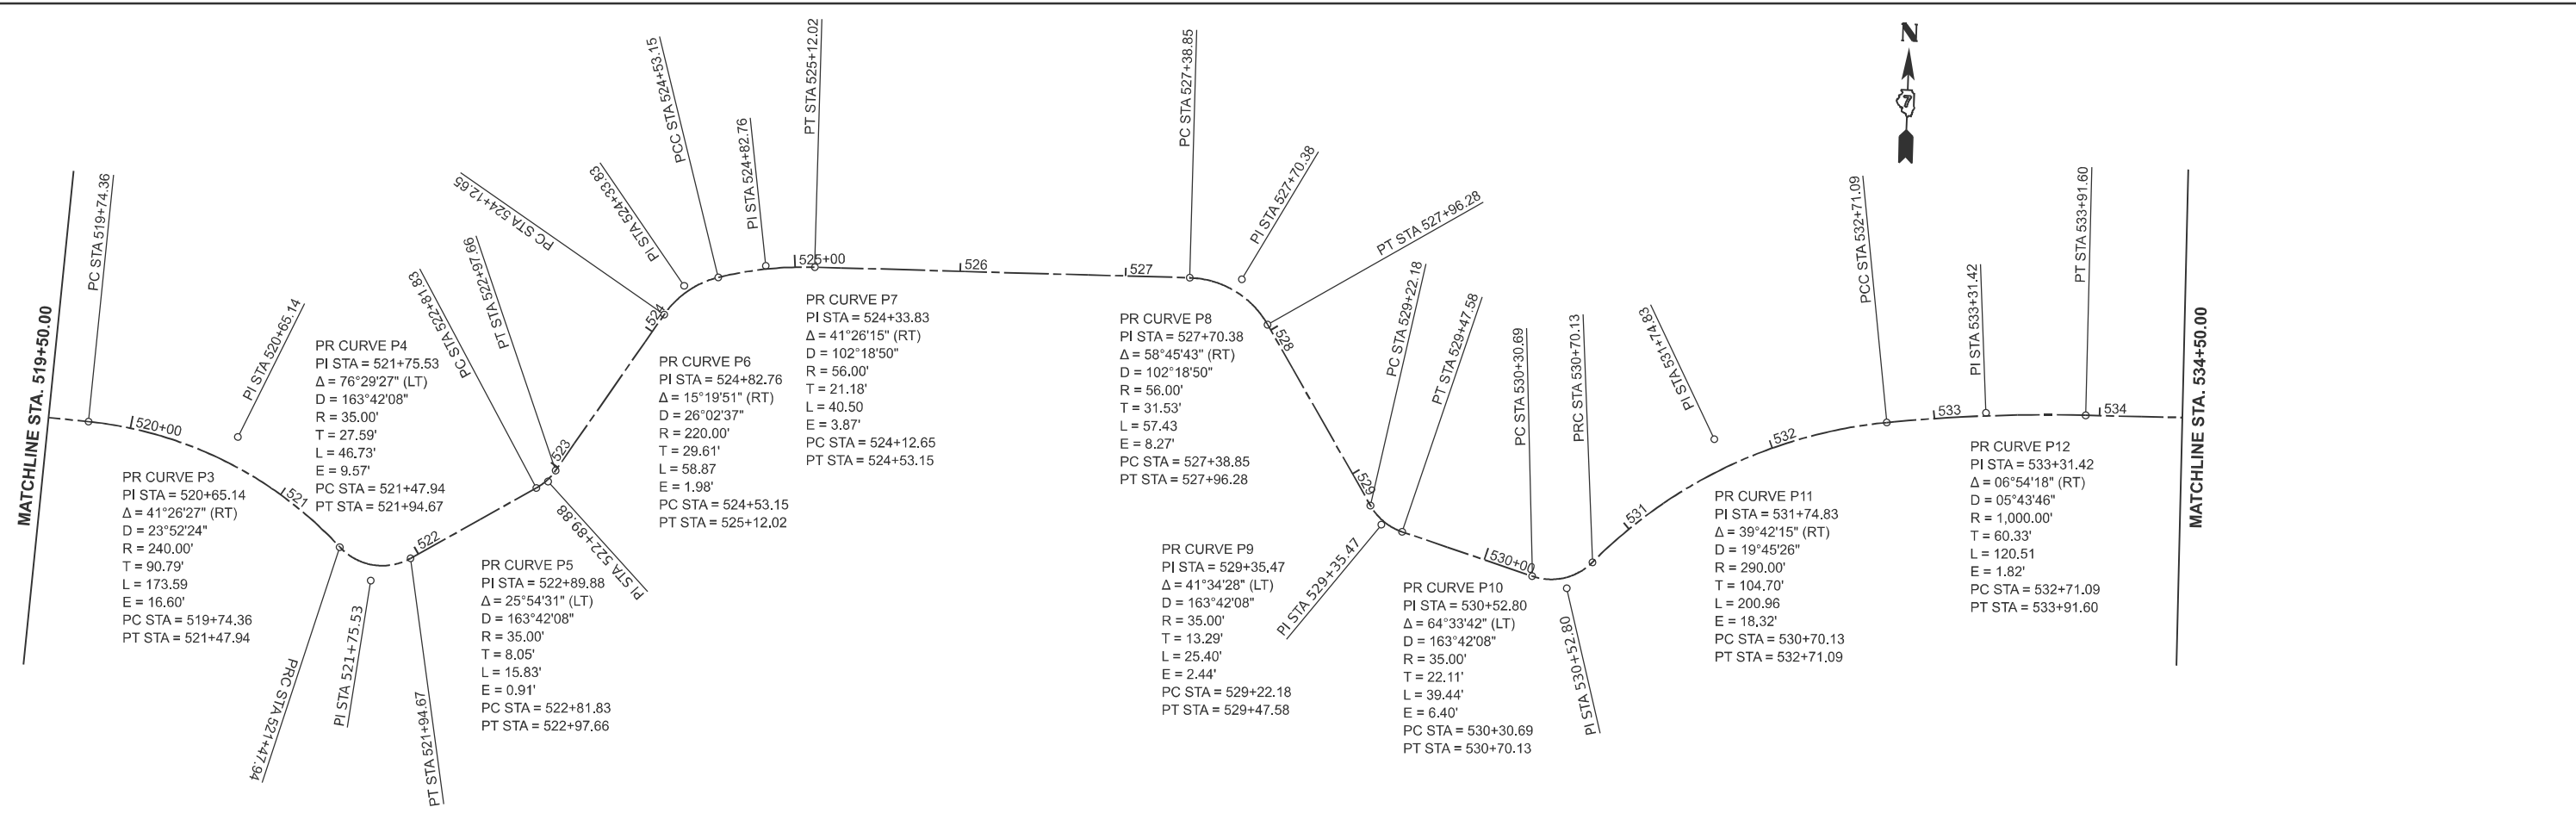 MATCHLINE STA. 519+50.00
PC STA 519+74.36
520+00
PI STA 520+65.14
521
PR CURVE P3
PI STA = 520+65.14
Δ = 41°26'27" (RT)
D = 23°52'24"
R = 240.00'
T = 90.79'
L = 173.59
E = 16.60'
PC STA = 519+74.36
PT STA = 521+47.94
PRC STA 521+47.94
PI STA 521+75.53
PT STA 521+94.67
PR CURVE P4
PI STA = 521+75.53
Δ = 76°29'27" (LT)
D = 163°42'08"
R = 35.00'
T = 27.59'
L = 46.73'
E = 9.57'
PC STA = 521+47.94
PT STA = 521+94.67
522
PC STA 522+81.83
PT STA 522+97.66
PI STA 522+89.88
523
PR CURVE P5
PI STA = 522+89.88
Δ = 25°54'31" (LT)
D = 163°42'08"
R = 35.00'
T = 8.05'
L = 15.83'
E = 0.91'
PC STA = 522+81.83
PT STA = 522+97.66
PC STA 524+12.65
PI STA 524+33.83
524
PCC STA 524+53.15
PI STA 524+82.76
PT STA 525+12.02
PR CURVE P6
PI STA = 524+82.76
Δ = 15°19'51" (RT)
D = 26°02'37"
R = 220.00'
T = 29.61'
L = 58.87
E = 1.98'
PC STA = 524+53.15
PT STA = 525+12.02
525+00
526
527
PR CURVE P7
PI STA = 524+33.83
Δ = 41°26'15" (RT)
D = 102°18'50"
R = 56.00'
T = 21.18'
L = 40.50
E = 3.87'
PC STA = 524+12.65
PT STA = 524+53.15
PC STA 527+38.85
PI STA 527+70.38
PT STA 527+96.28
528
PR CURVE P8
PI STA = 527+70.38
Δ = 58°45'43" (RT)
D = 102°18'50"
R = 56.00'
T = 31.53'
L = 57.43
E = 8.27'
PC STA = 527+38.85
PT STA = 527+96.28
529
PC STA 529+22.18
PT STA 529+47.58
PI STA 529+35.47
PR CURVE P9
PI STA = 529+35.47
Δ = 41°34'28" (LT)
D = 163°42'08"
R = 35.00'
T = 13.29'
L = 25.40'
E = 2.44'
PC STA = 529+22.18
PT STA = 529+47.58
530+00
PC STA 530+30.69
PRC STA 530+70.13
PI STA 530+52.80
PR CURVE P10
PI STA = 530+52.80
Δ = 64°33'42" (LT)
D = 163°42'08"
R = 35.00'
T = 22.11'
L = 39.44'
E = 6.40'
PC STA = 530+30.69
PT STA = 530+70.13
531
PI STA 531+74.83
532
PR CURVE P11
PI STA = 531+74.83
Δ = 39°42'15" (RT)
D = 19°45'26"
R = 290.00'
T = 104.70'
L = 200.96
E = 18.32'
PC STA = 530+70.13
PT STA = 532+71.09
PCC STA 532+71.09
533
PI STA 533+31.42
PT STA 533+91.60
534
PR CURVE P12
PI STA = 533+31.42
Δ = 06°54'18" (RT)
D = 05°43'46"
R = 1,000.00'
T = 60.33'
L = 120.51
E = 1.82'
PC STA = 532+71.09
PT STA = 533+91.60
N
7
MATCHLINE STA. 534+50.00